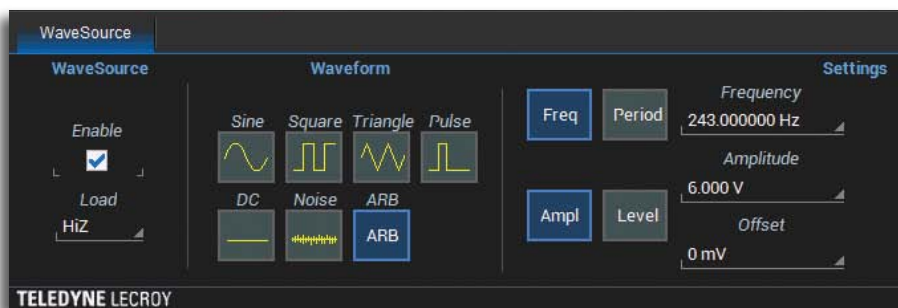 WaveSource
WaveSource
Waveform
Settings
Enable
Load
HiZ
Sine Square Triangle Pulse
DC Noise ARB
ARB
Freq Period
Ampl Level
Frequency
243.000000 Hz
Amplitude
6.000 V
Offset
0 mV
TELEDYNE LECROY